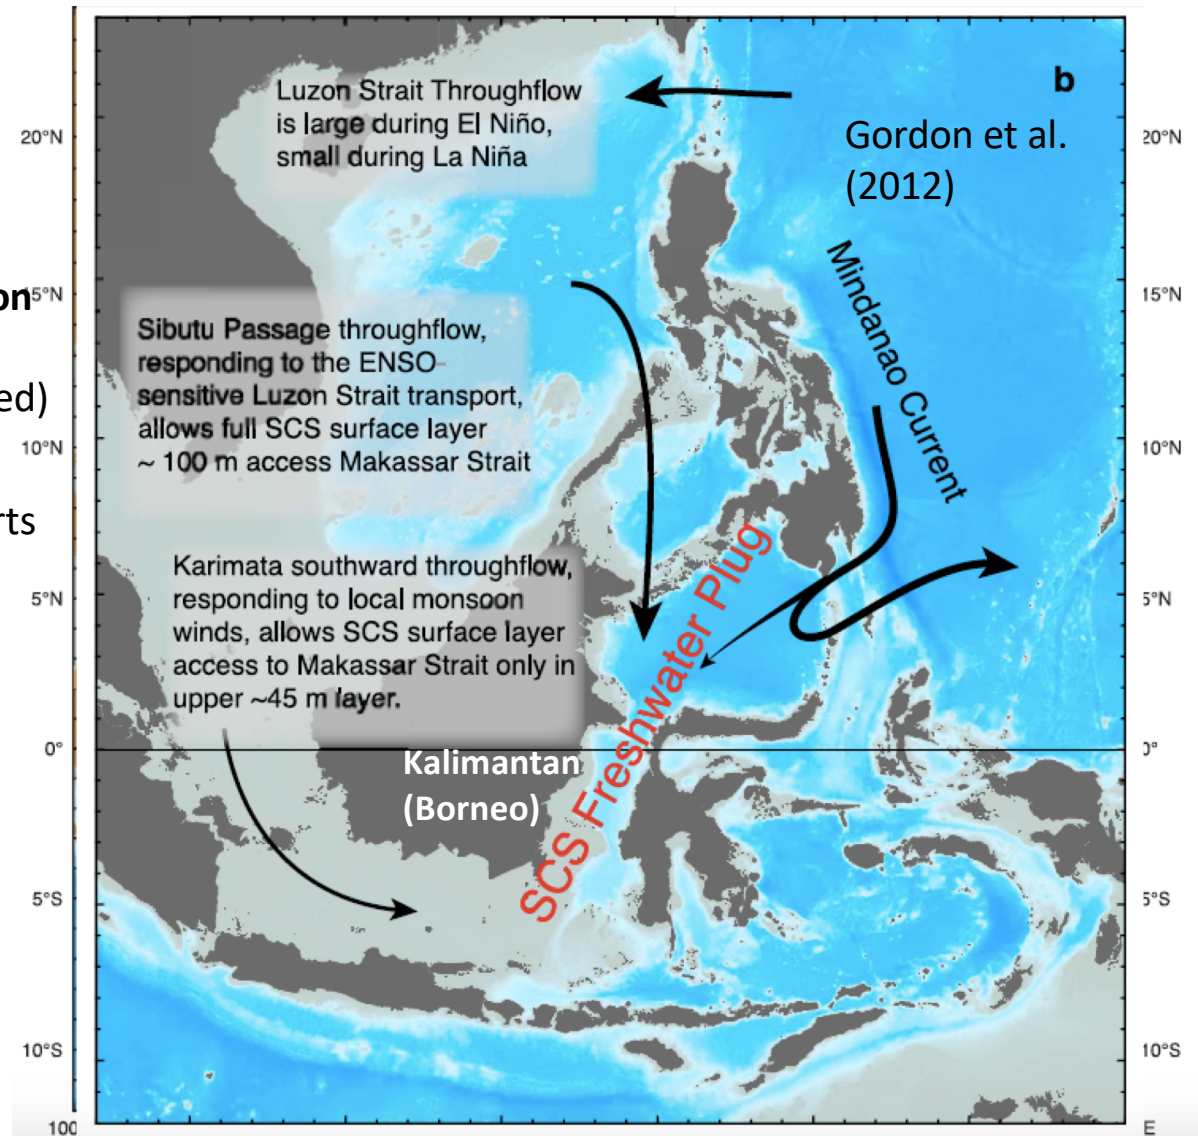 b
Luzon Strait Throughflow
is large during El Niño,
small during La Niña
Gordon et al.
(2012)
20°N
20°N
Mindanao Current
on
15°N
15°N
Sibutu Passage throughflow,
responding to the ENSO-
sensitive Luzon Strait transport,
allows full SCS surface layer
~ 100 m access Makassar Strait
ed)
10°N
10°N
rts
Karimata southward throughflow,
responding to local monsoon
winds, allows SCS surface layer
access to Makassar Strait only in
upper ~45 m layer.
5°N
5°N
SCS Freshwater Plug
0°
0°
Kalimantan
(Borneo)
5°S
5°S
10°S
10°S
100
E